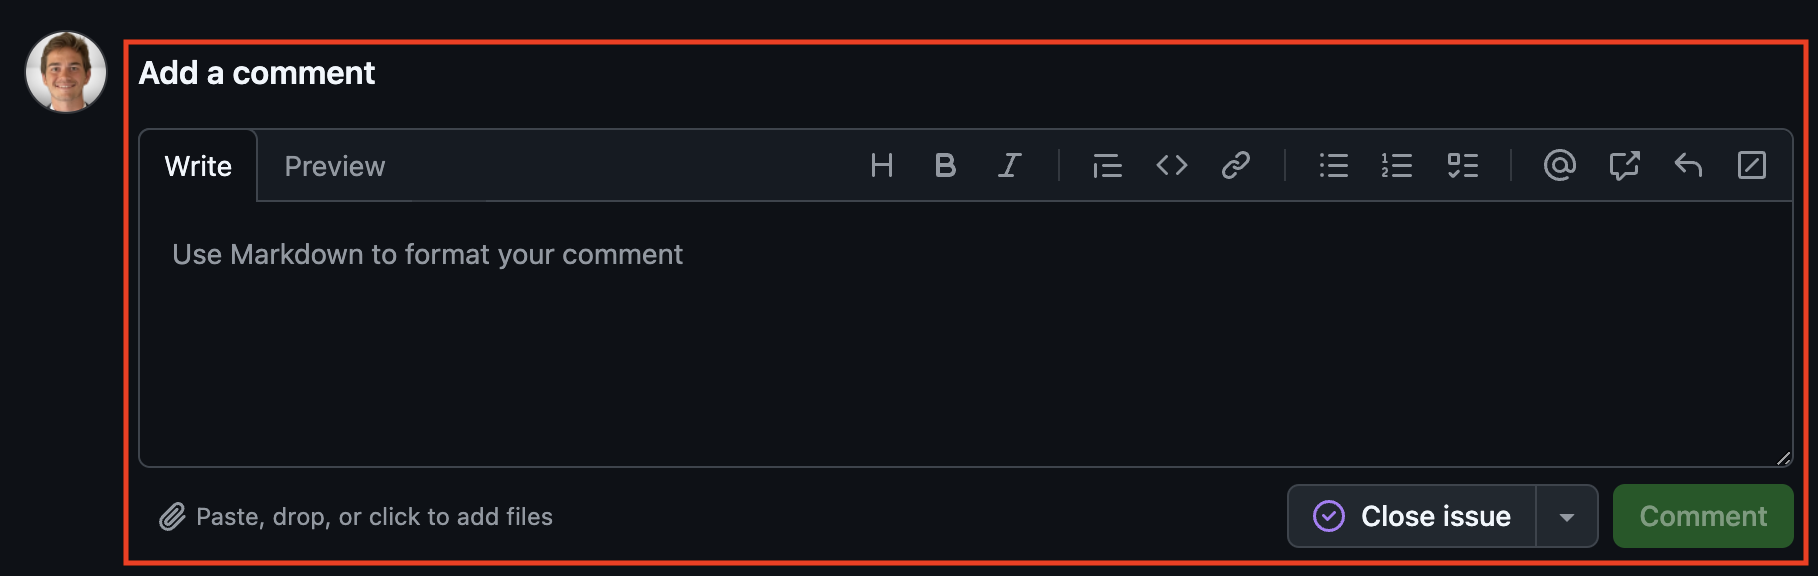 Add a comment
Write Preview
Use Markdown to format your comment
Paste, drop, or click to add files
Close issue Comment